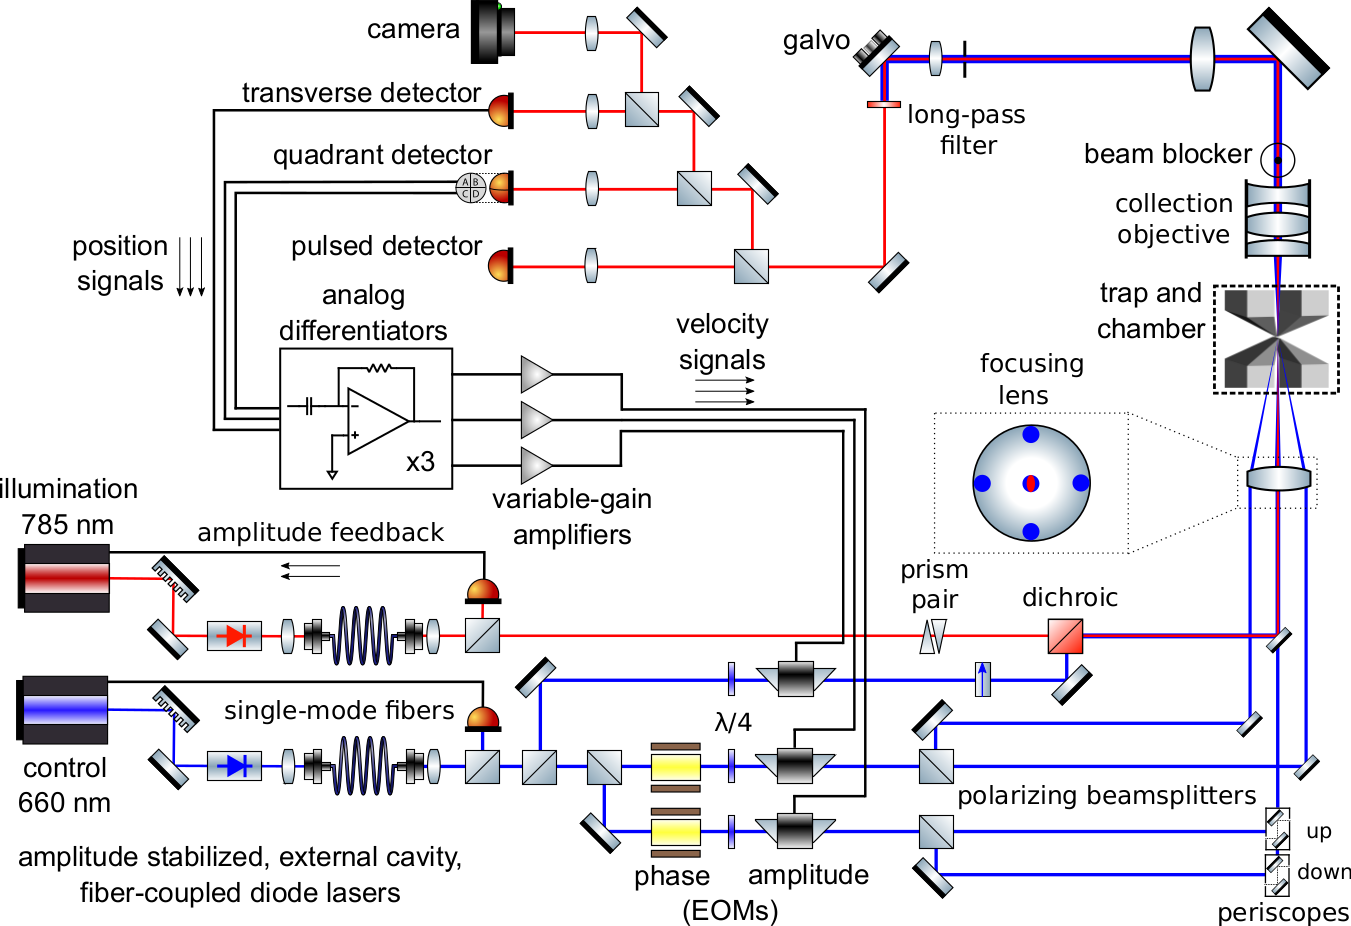 camera
galvo
transverse detector
long-pass
filter
quadrant detector
A B
C D
beam blocker
collection
objective
position
signals
pulsed detector
analog
differentiators
trap and
chamber
velocity
signals
focusing
lens
x3
illumination
785 nm
variable-gain
amplifiers
amplitude feedback
prism
pair
dichroic
single-mode fibers
λ/4
control
660 nm
polarizing beamsplitters
up
amplitude stabilized, external cavity,
fiber-coupled diode lasers
phase
amplitude
(EOMs)
down
periscopes